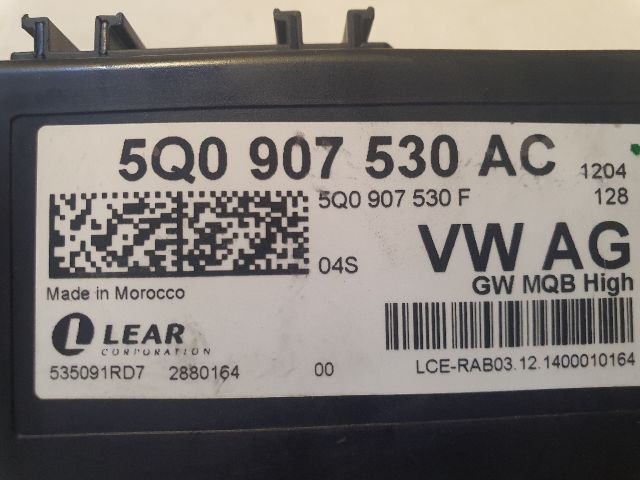 5Q0 907 530 AC 1204
5Q0 907 530 F 128
04S VW AG
GW MQB High
Made in Morocco
LEAR
CORPORATION
LCE-RAB03.12.1400010164
535091RD7 2880164 00